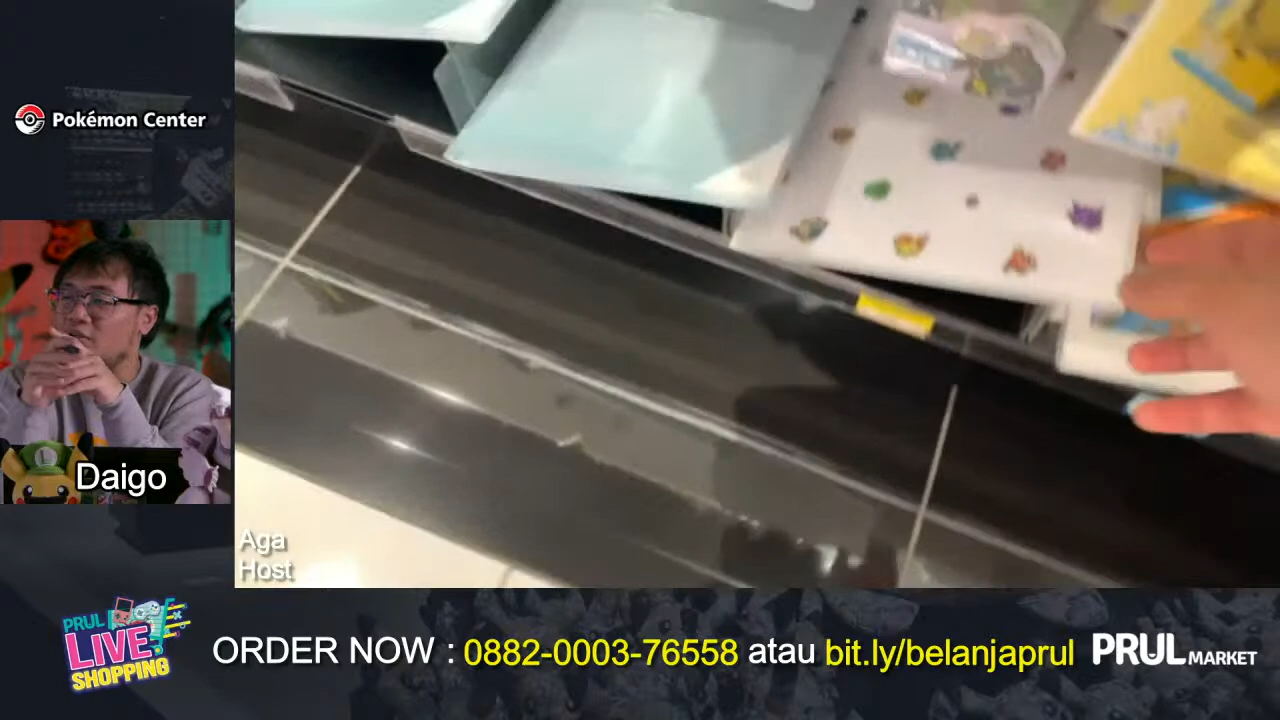 Pokémon Center
Daigo
Aga
Host
PRUL
LIVE!
SHOPPING
ORDER NOW : 0882-0003-76558 atau bit.ly/belanjaprul
PRUL MARKET